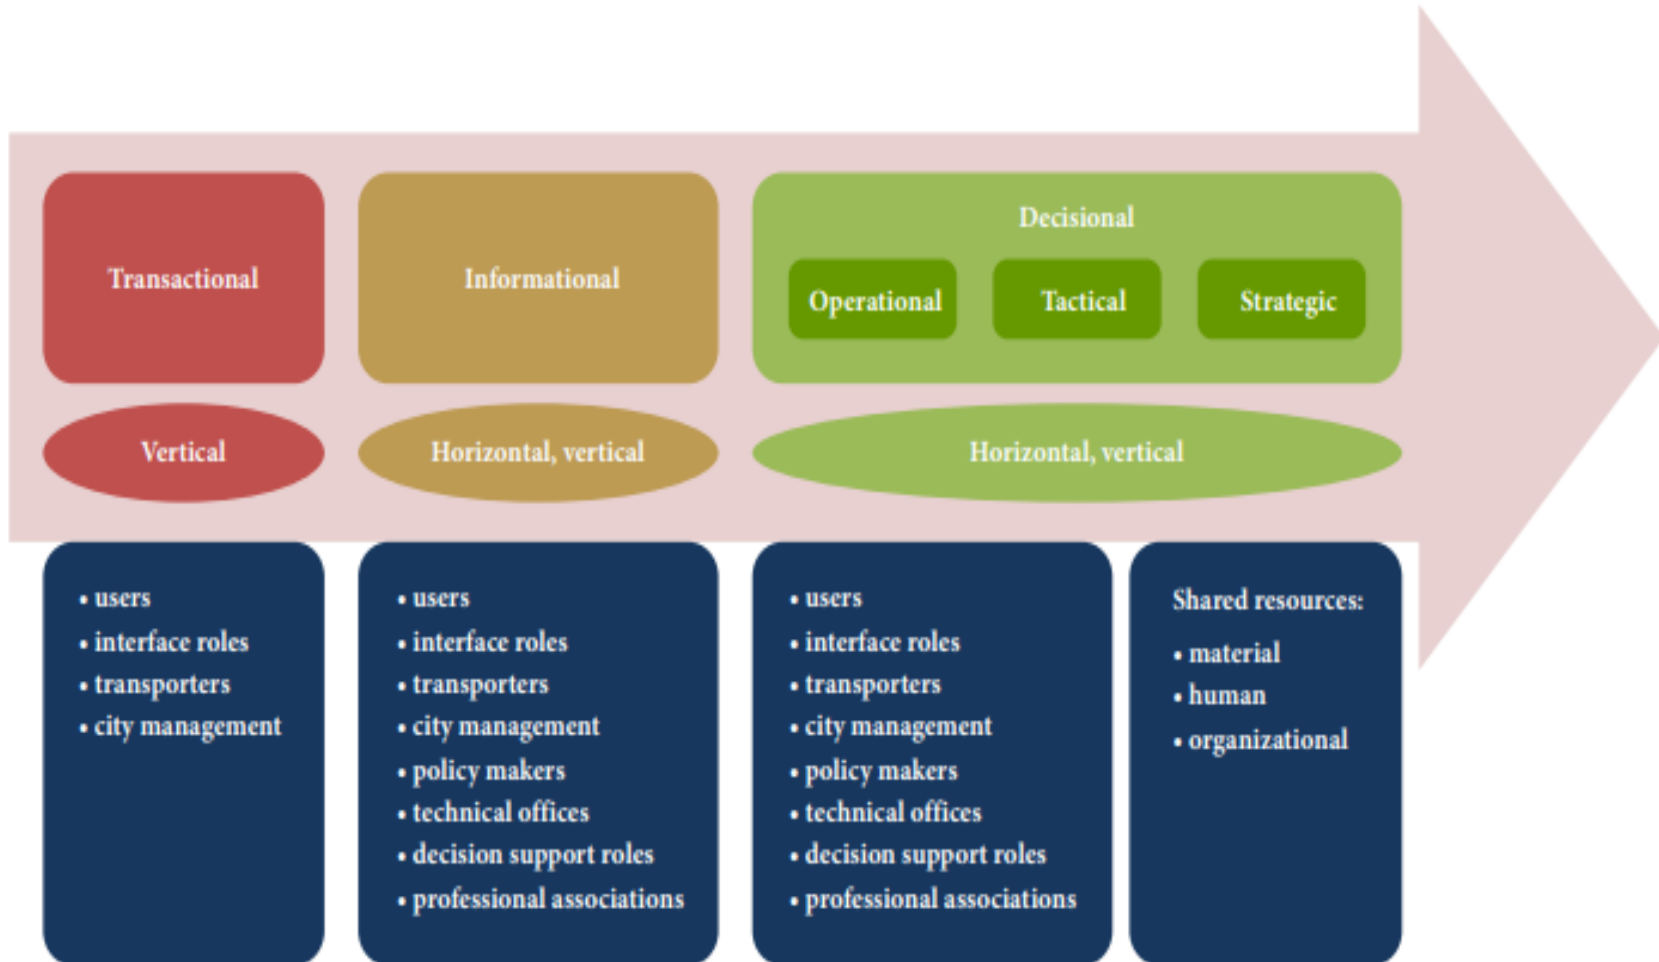 Transactional
Informational
Decisional
Operational
Tactical
Strategic
Vertical
Horizontal, vertical
Horizontal, vertical
• users
• interface roles
• transporters
• city management
• users
• interface roles
• transporters
• city management
• policy makers
• technical offices
• decision support roles
• professional associations
• users
• interface roles
• transporters
• city management
• policy makers
• technical offices
• decision support roles
• professional associations
Shared resources:
• material
• human
• organizational